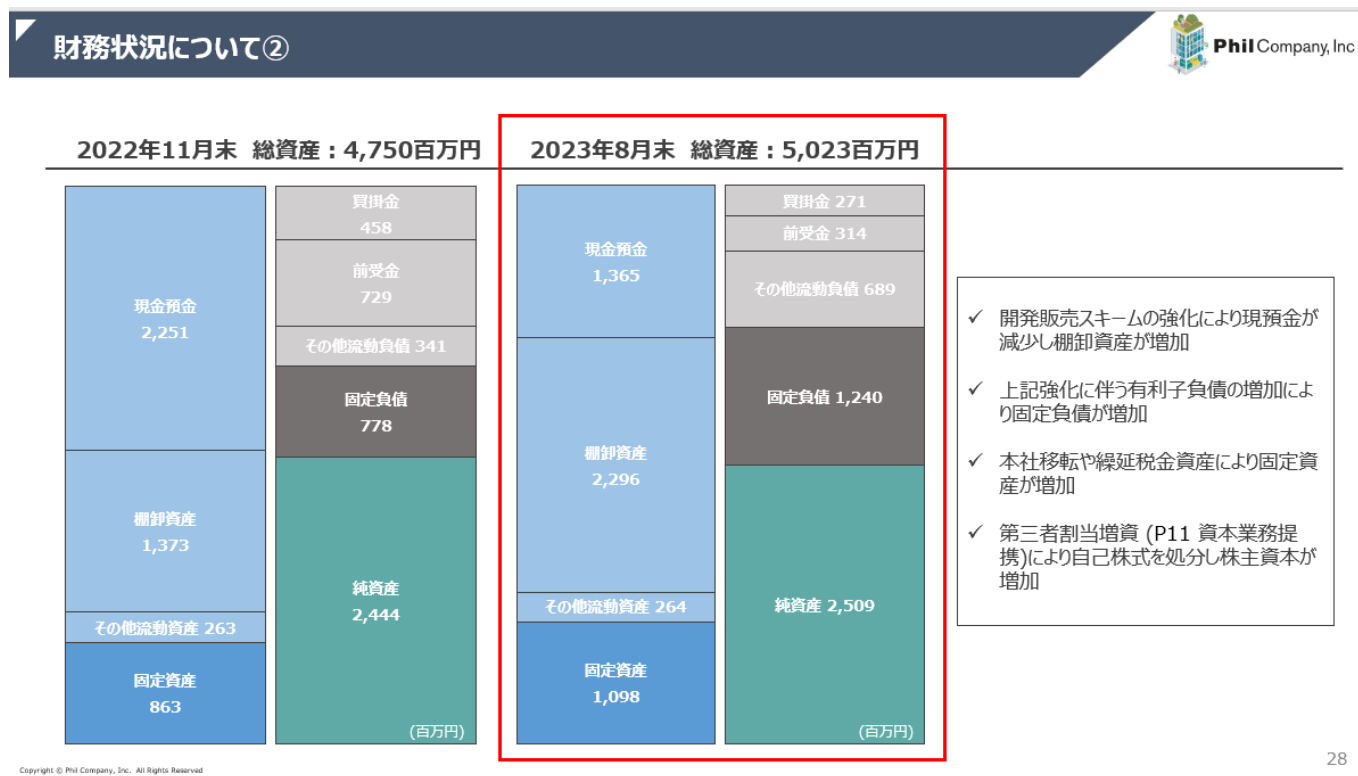 財務状況について②
Phil Company, Inc
2022年11月末 総資産：4,750百万円
現金預金
2,251
棚卸資産
1,373
その他流動資産 263
固定資産
863
買掛金
458
前受金
729
その他流動負債 341
固定負債
778
純資産
2,444
(百万円)
2023年8月末 総資産：5,023百万円
現金預金
1,365
棚卸資産
2,296
その他流動資産 264
固定資産
1,098
買掛金 271
前受金 314
その他流動負債 689
固定負債 1,240
純資産 2,509
(百万円)
✓ 開発販売スキームの強化により現預金が
減少し棚卸資産が増加
✓ 上記強化に伴う有利子負債の増加によ
り固定負債が増加
✓ 本社移転や繰延税金資産により固定資
産が増加
✓ 第三者割当増資 (P11 資本業務提
携)により自己株式を処分し株主資本が
増加
Copyright © Phil Company, Inc. All Rights Reserved
28